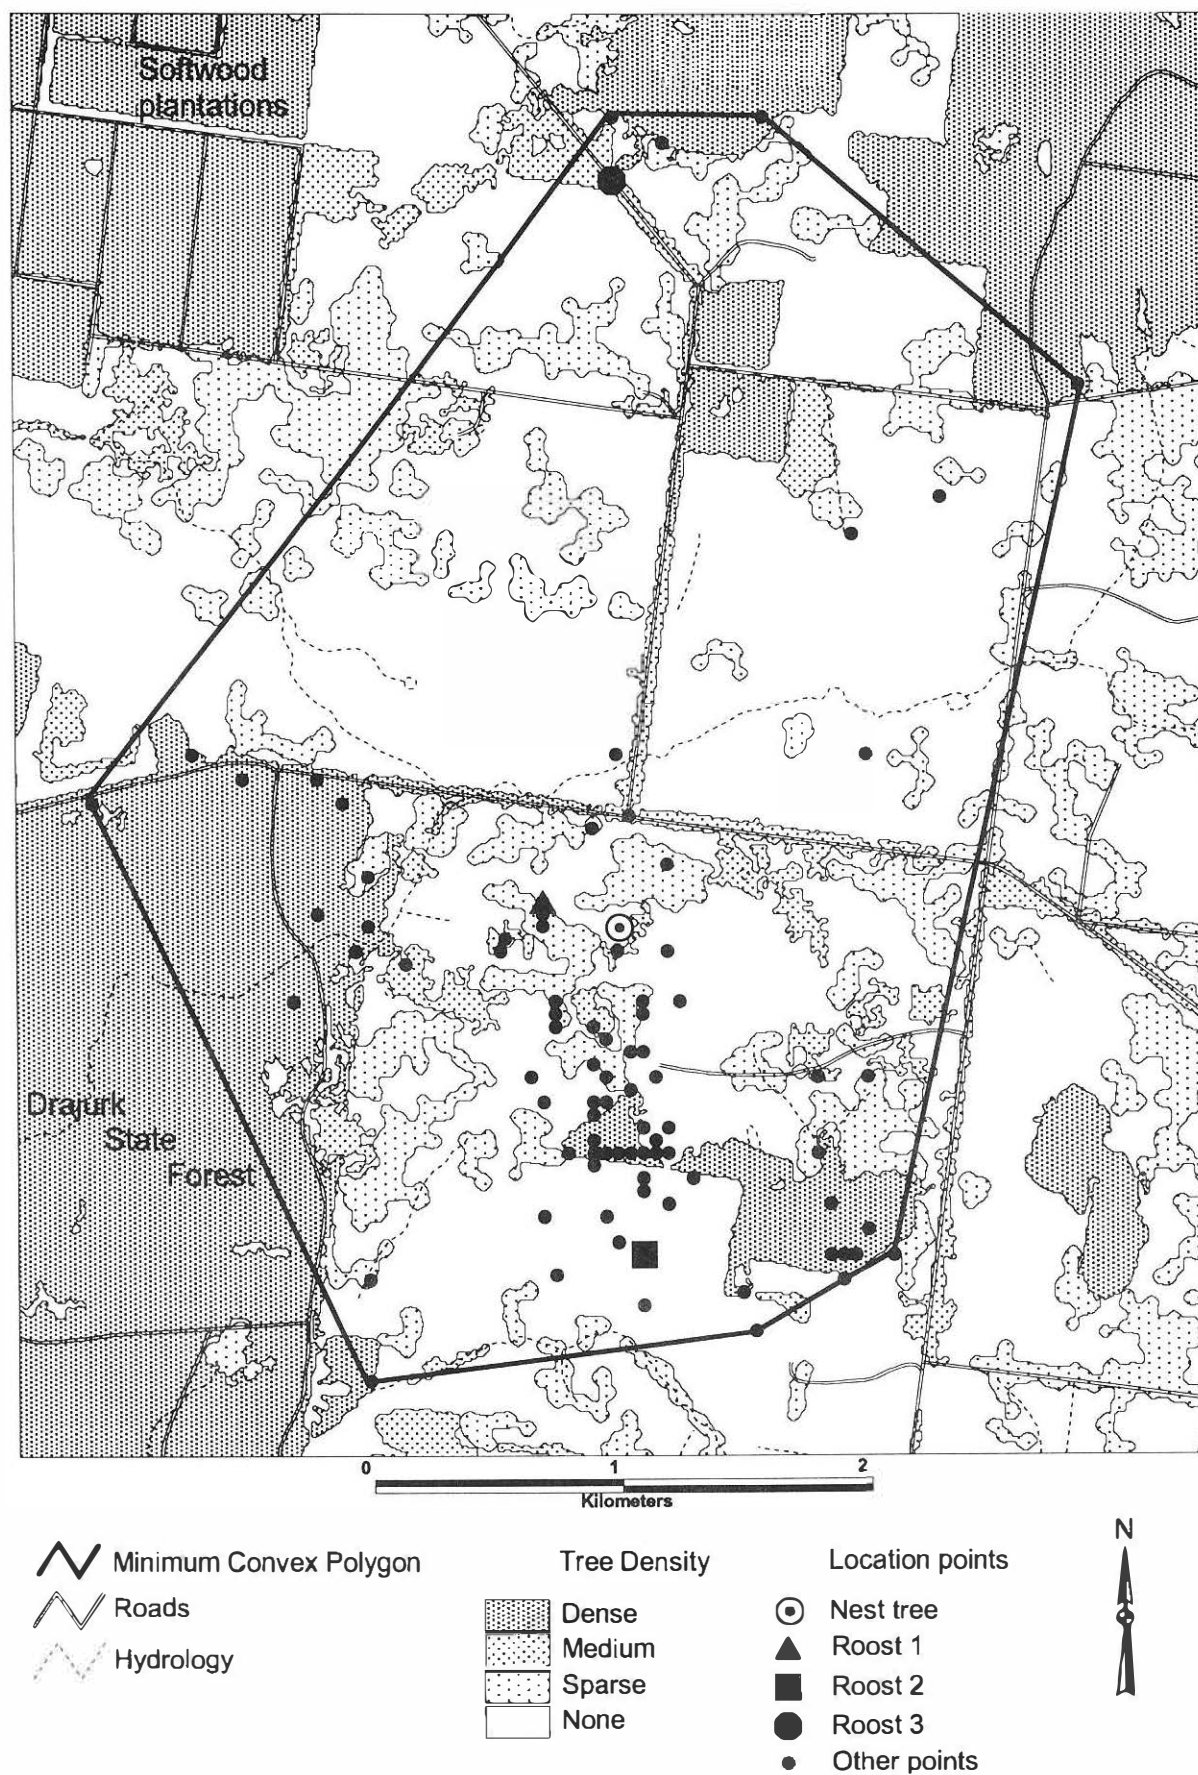 Softwood
plantations
Drajurk
State
Forest
0 1 2
Kilometers
Minimum Convex Polygon
Roads
Hydrology
Tree Density
Dense
Medium
Sparse
None
Location points
Nest tree
Roost 1
Roost 2
Roost 3
Other points
N